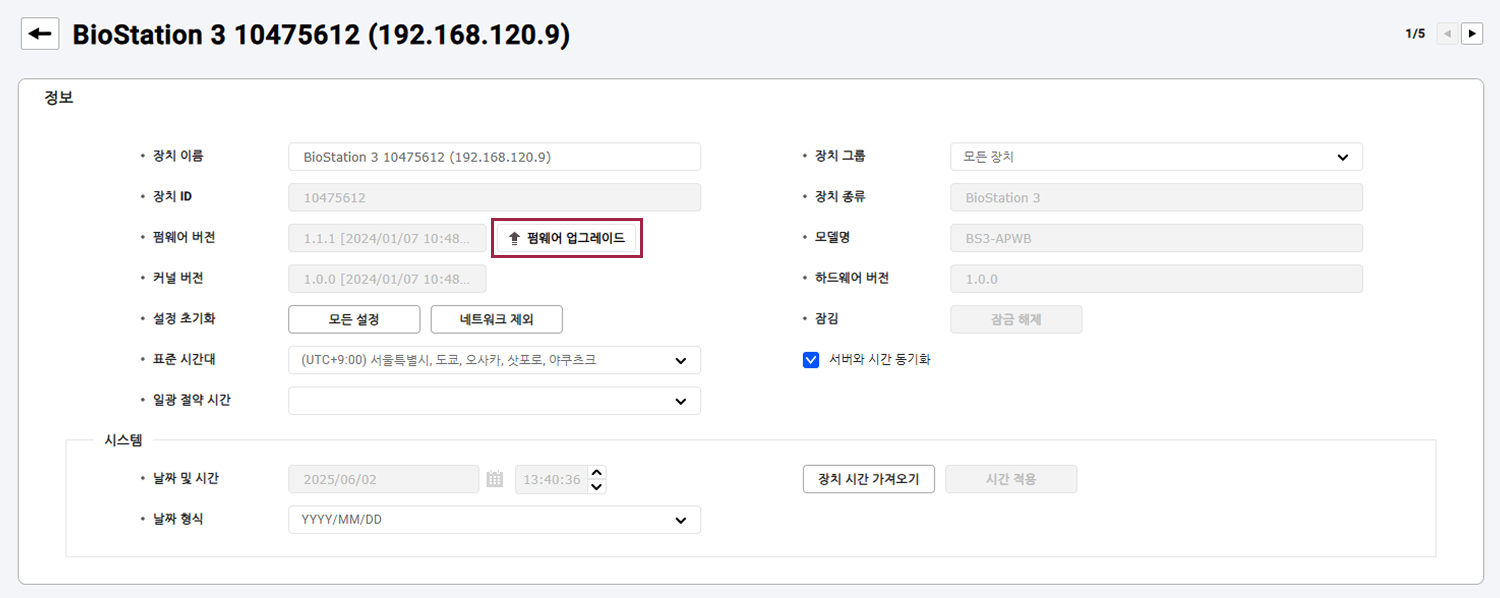 BioStation 3 10475612 (192.168.120.9)
1/5
정보
장치 이름 BioStation 3 10475612 (192.168.120.9) 장치 그룹 모든 장치
장치 ID 10475612 장치 종류 BioStation 3
펌웨어 버전 1.1.1 [2024/01/07 10:48... 펌웨어 업그레이드 모델명 BS3-APWB
커널 버전 1.0.0 [2024/01/07 10:48... 하드웨어 버전 1.0.0
설정 초기화 모든 설정 네트워크 제외 잠김 잠금 해제
표준 시간대 (UTC+9:00) 서울특별시, 도쿄, 오사카, 삿포로, 야쿠츠크 서버와 시간 동기화
일광 절약 시간
시스템
날짜 및 시간 2025/06/02 13:40:36 장치 시간 가져오기 시간 적용
날짜 형식 YYYY/MM/DD